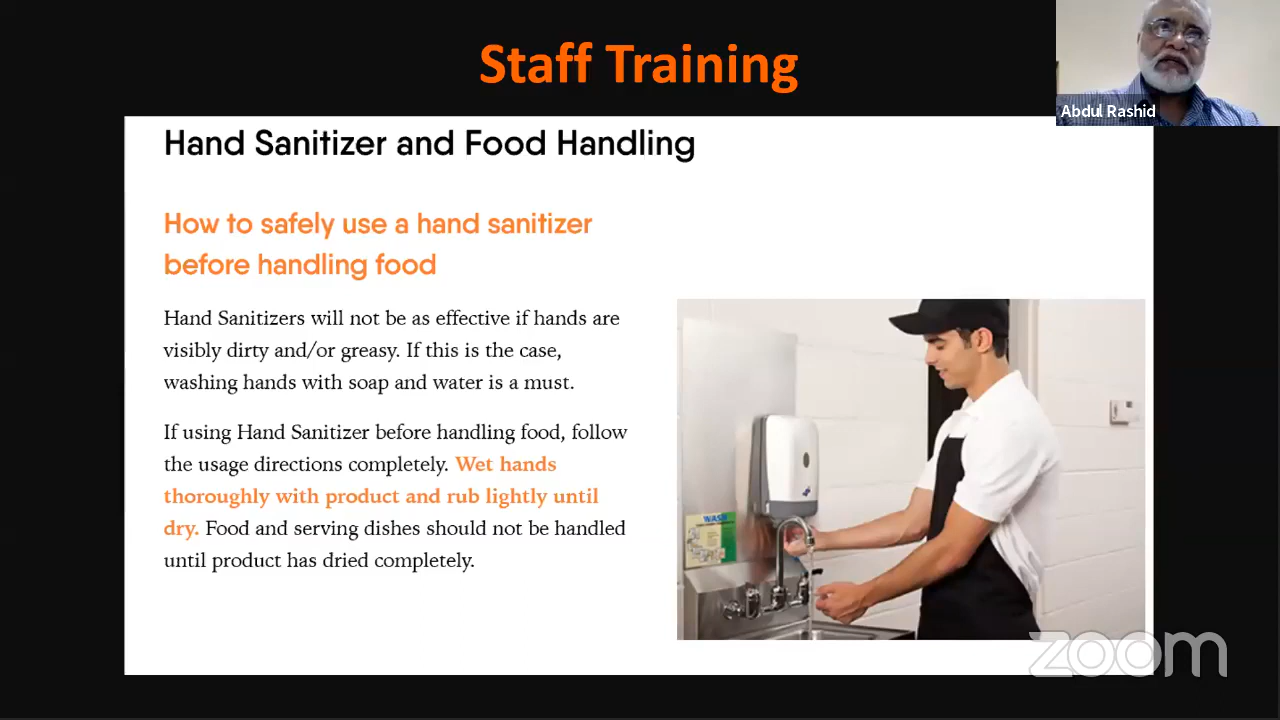 Staff Training
Abdul Rashid
Hand Sanitizer and Food Handling
How to safely use a hand sanitizer
before handling food
Hand Sanitizers will not be as effective if hands are
visibly dirty and/or greasy. If this is the case,
washing hands with soap and water is a must.
If using Hand Sanitizer before handling food, follow
the usage directions completely. Wet hands
thoroughly with product and rub lightly until
dry. Food and serving dishes should not be handled
until product has dried completely.
WASH
zoom